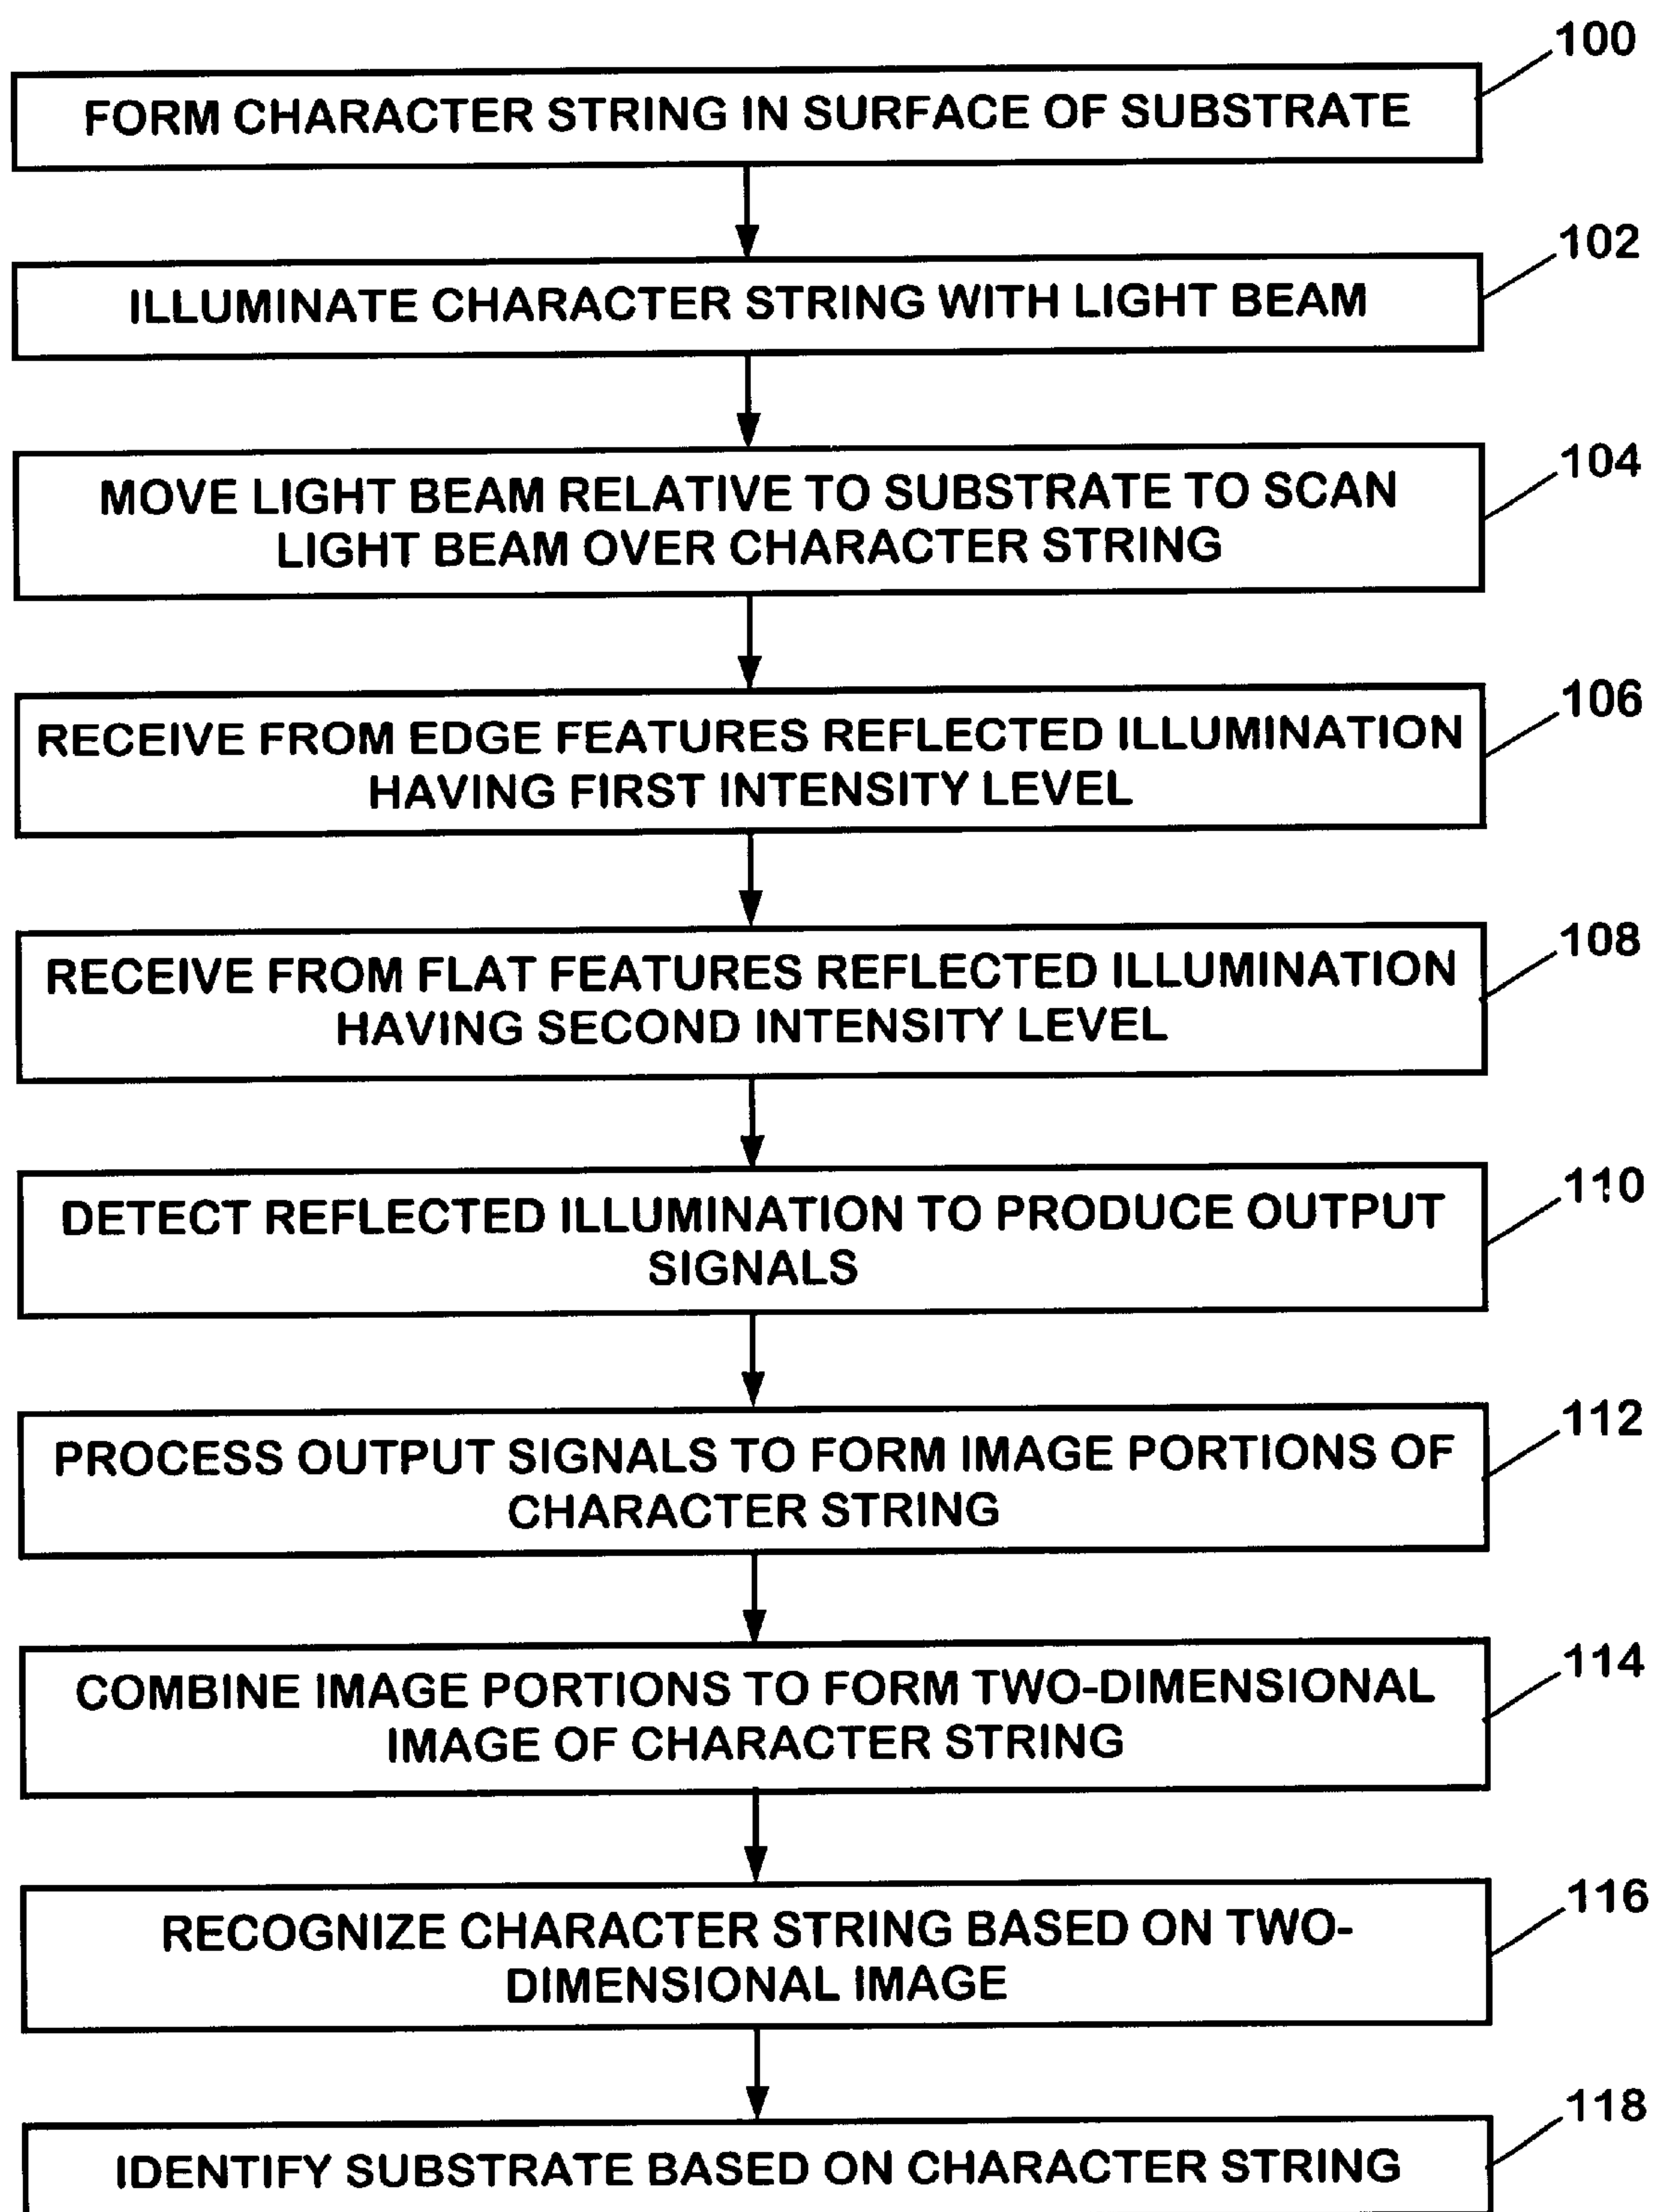 100
FORM CHARACTER STRING IN SURFACE OF SUBSTRATE
102
ILLUMINATE CHARACTER STRING WITH LIGHT BEAM
104
MOVE LIGHT BEAM RELATIVE TO SUBSTRATE TO SCAN
LIGHT BEAM OVER CHARACTER STRING
106
RECEIVE FROM EDGE FEATURES REFLECTED ILLUMINATION
HAVING FIRST INTENSITY LEVEL
108
RECEIVE FROM FLAT FEATURES REFLECTED ILLUMINATION
HAVING SECOND INTENSITY LEVEL
110
DETECT REFLECTED ILLUMINATION TO PRODUCE OUTPUT
SIGNALS
112
PROCESS OUTPUT SIGNALS TO FORM IMAGE PORTIONS OF
CHARACTER STRING
114
COMBINE IMAGE PORTIONS TO FORM TWO-DIMENSIONAL
IMAGE OF CHARACTER STRING
116
RECOGNIZE CHARACTER STRING BASED ON TWO-
DIMENSIONAL IMAGE
118
IDENTIFY SUBSTRATE BASED ON CHARACTER STRING